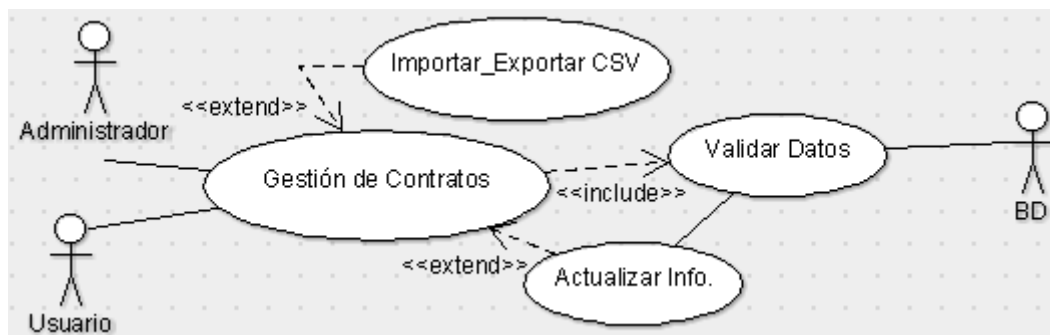 Importar_Exportar CSV
<<extend>>
Administrador
Validar Datos
Gestión de Contratos
<<include>>
BD
<<extend>>
Actualizar Info.
Usuario